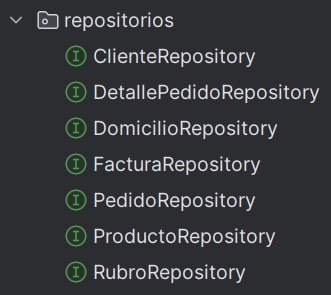 repositorios
ClienteRepository
DetallePedidoRepository
DomicilioRepository
FacturaRepository
PedidoRepository
ProductoRepository
RubroRepository